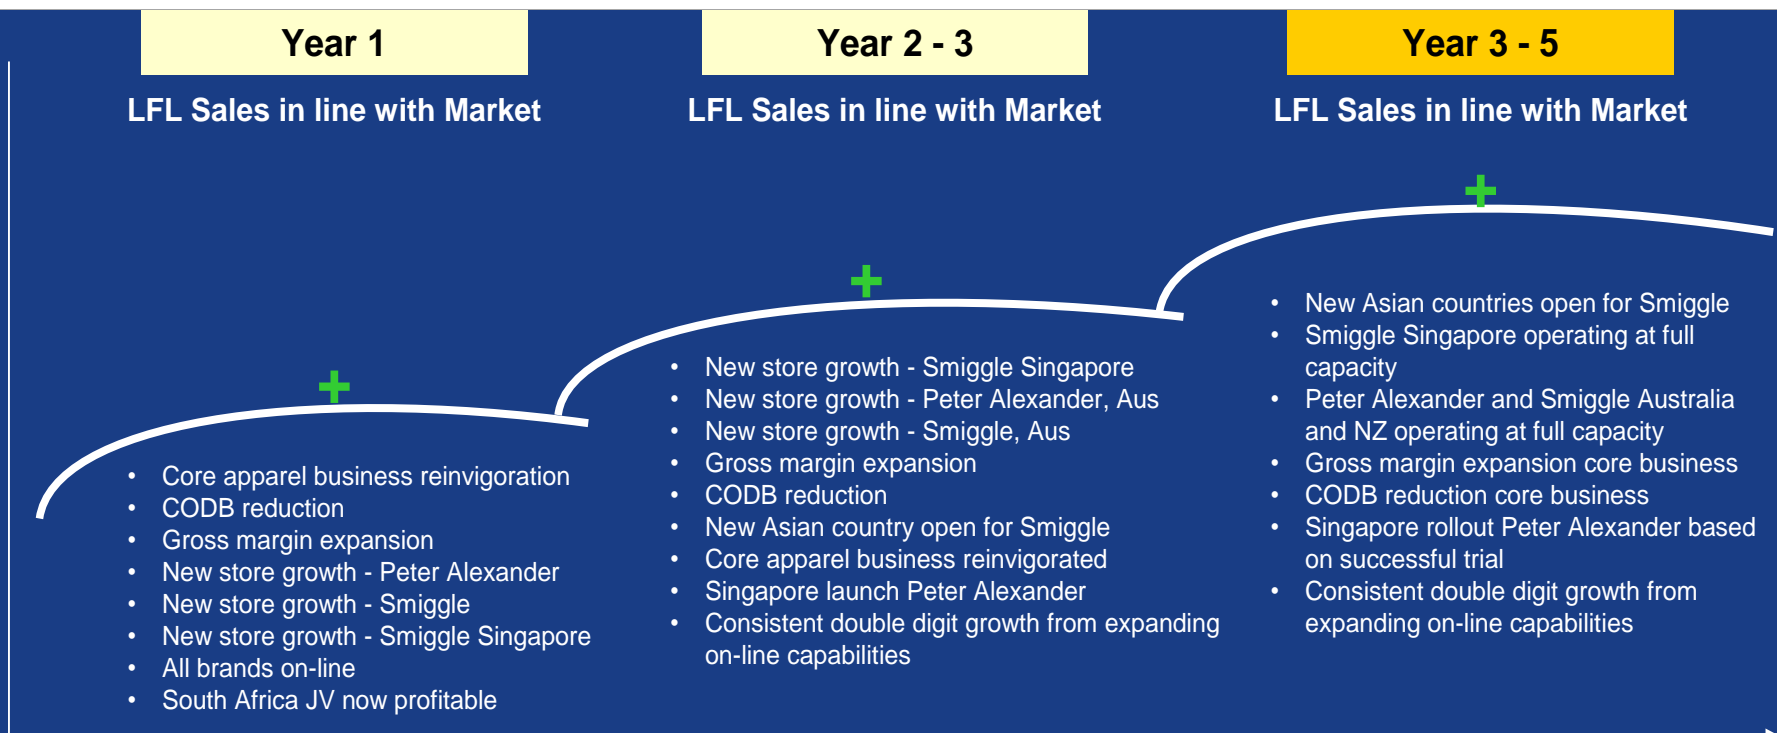 Year 1
LFL Sales in line with Market
• Core apparel business reinvigoration
• CODB reduction
• Gross margin expansion
• New store growth - Peter Alexander
• New store growth - Smiggle
• New store growth - Smiggle Singapore
• All brands on-line
• South Africa JV now profitable
Year 2 - 3
LFL Sales in line with Market
• New store growth - Smiggle Singapore
• New store growth - Peter Alexander, Aus
• New store growth - Smiggle, Aus
• Gross margin expansion
• CODB reduction
• New Asian country open for Smiggle
• Core apparel business reinvigorated
• Singapore launch Peter Alexander
• Consistent double digit growth from expanding
on-line capabilities
Year 3 - 5
LFL Sales in line with Market
• New Asian countries open for Smiggle
• Smiggle Singapore operating at full
capacity
• Peter Alexander and Smiggle Australia
and NZ operating at full capacity
• Gross margin expansion core business
• CODB reduction core business
• Singapore rollout Peter Alexander based
on successful trial
• Consistent double digit growth from
expanding on-line capabilities